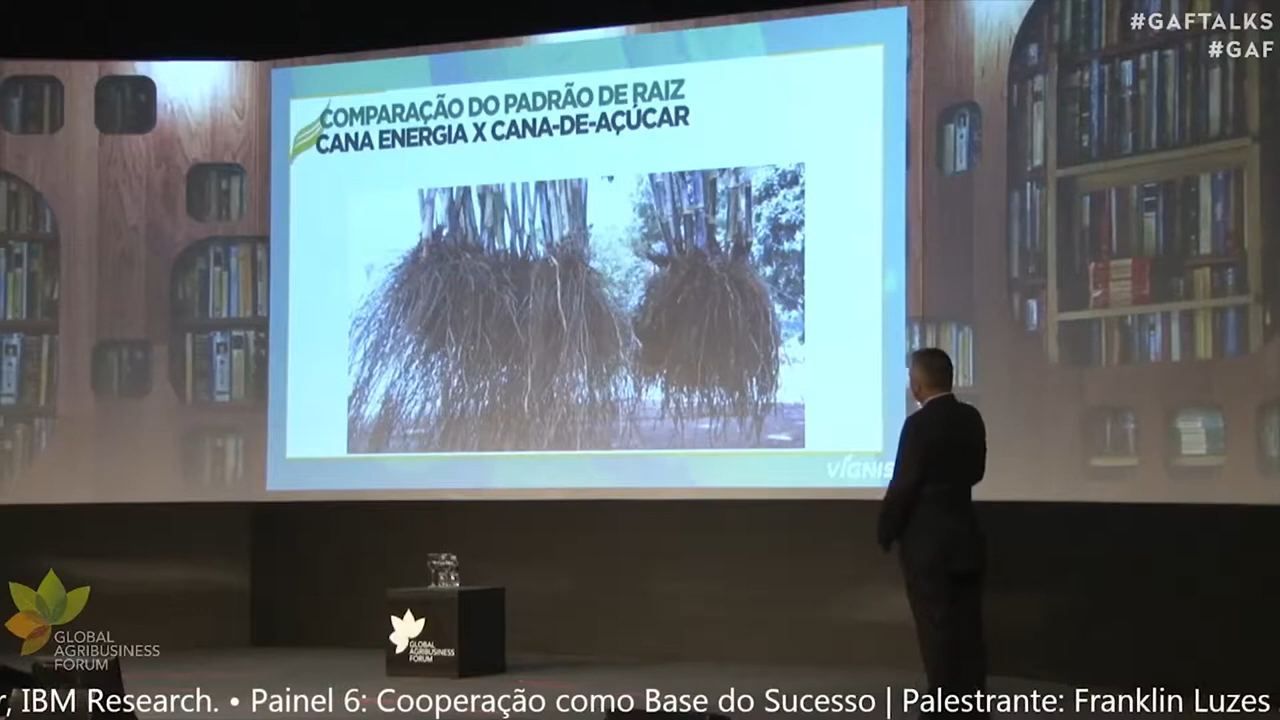 #GAFTALKS
#GAF
COMPARAÇÃO DO PADRÃO DE RAIZ
CANA ENERGIA X CANA-DE-AÇÚCAR
VIGNIS
GLOBAL
AGRIBUSINESS
FORUM
GLOBAL
AGRIBUSINESS
FORUM
r, IBM Research. • Painel 6: Cooperação como Base do Sucesso | Palestrante: Franklin Luzes